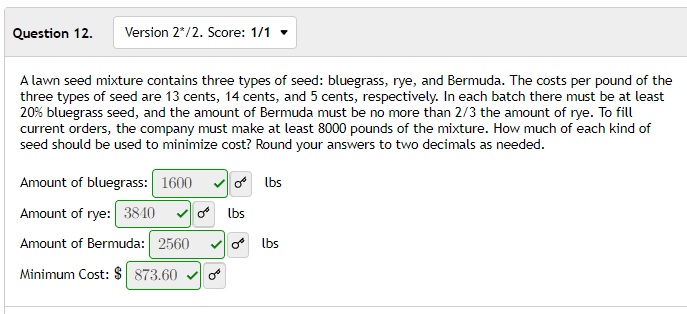 Question 12. Version 2*/2. Score: 1/1
A lawn seed mixture contains three types of seed: bluegrass, rye, and Bermuda. The costs per pound of the
three types of seed are 13 cents, 14 cents, and 5 cents, respectively. In each batch there must be at least
20% bluegrass seed, and the amount of Bermuda must be no more than 2/3 the amount of rye. To fill
current orders, the company must make at least 8000 pounds of the mixture. How much of each kind of
seed should be used to minimize cost? Round your answers to two decimals as needed.
Amount of bluegrass: 1600 lbs
Amount of rye: 3840 lbs
Amount of Bermuda: 2560 lbs
Minimum Cost: $ 873.60